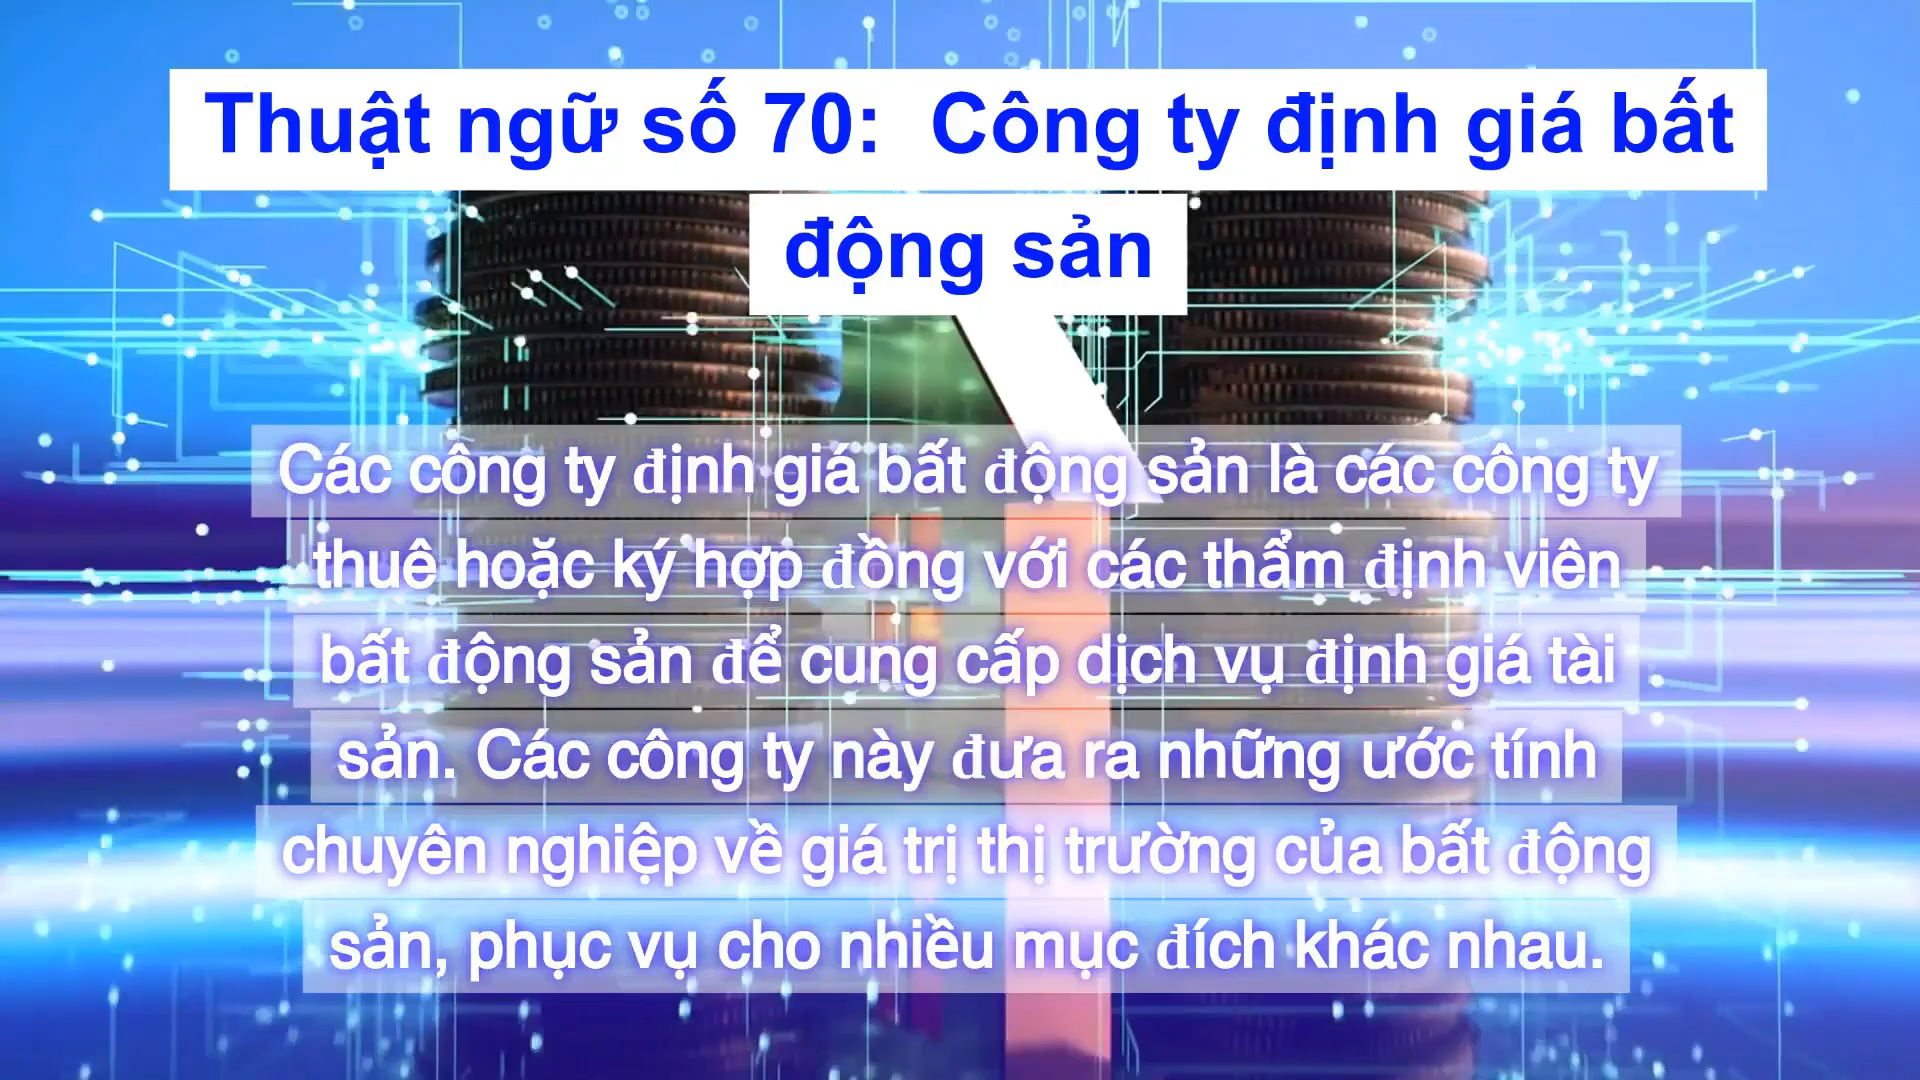 Thuật ngữ số 70: Công ty định giá bất
động sản
Các công ty định giá bất động sản là các công ty
thuê hoặc ký hợp đồng với các thẩm định viên
bất động sản để cung cấp dịch vụ định giá tài
sản. Các công ty này đưa ra những ước tính
chuyên nghiệp về giá trị thị trường của bất động
sản, phục vụ cho nhiều mục đích khác nhau.